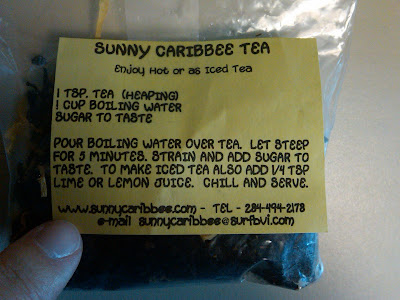 SUNNY CARIBBEE TEA
Enjoy Hot or as Iced Tea
1 TSP. TEA (HEAPING)
1 CUP BOILING WATER
SUGAR TO TASTE
POUR BOILING WATER OVER TEA. LET STEEP
FOR 5 MINUTES. STRAIN AND ADD SUGAR TO
TASTE. TO MAKE ICED TEA ALSO ADD 1/4 TSP
LIME OR LEMON JUICE. CHILL AND SERVE.
www.sunnycaribbee.com - TEL - 284-494-2178
e-mail sunnycaribbee@surfbvi.com